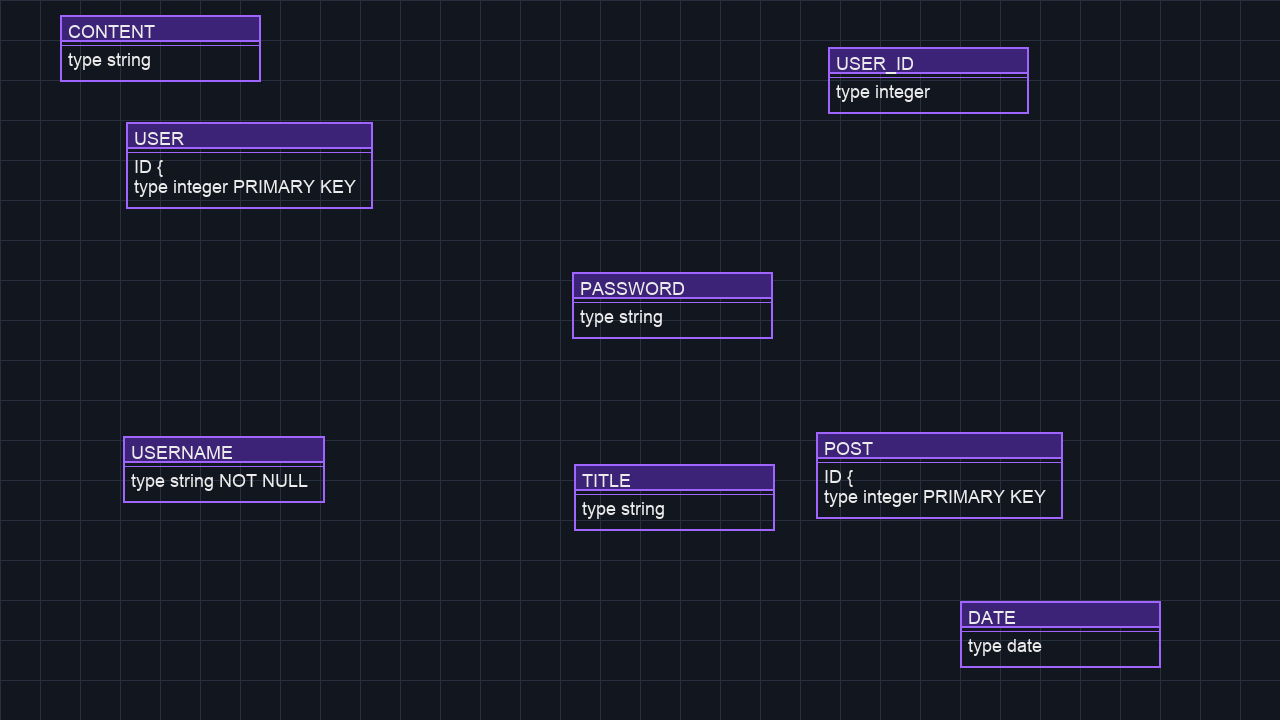 CONTENT
type string
USER_ID
type integer
USER
ID {
type integer PRIMARY KEY
PASSWORD
type string
USERNAME
type string NOT NULL
TITLE
type string
POST
ID {
type integer PRIMARY KEY
DATE
type date